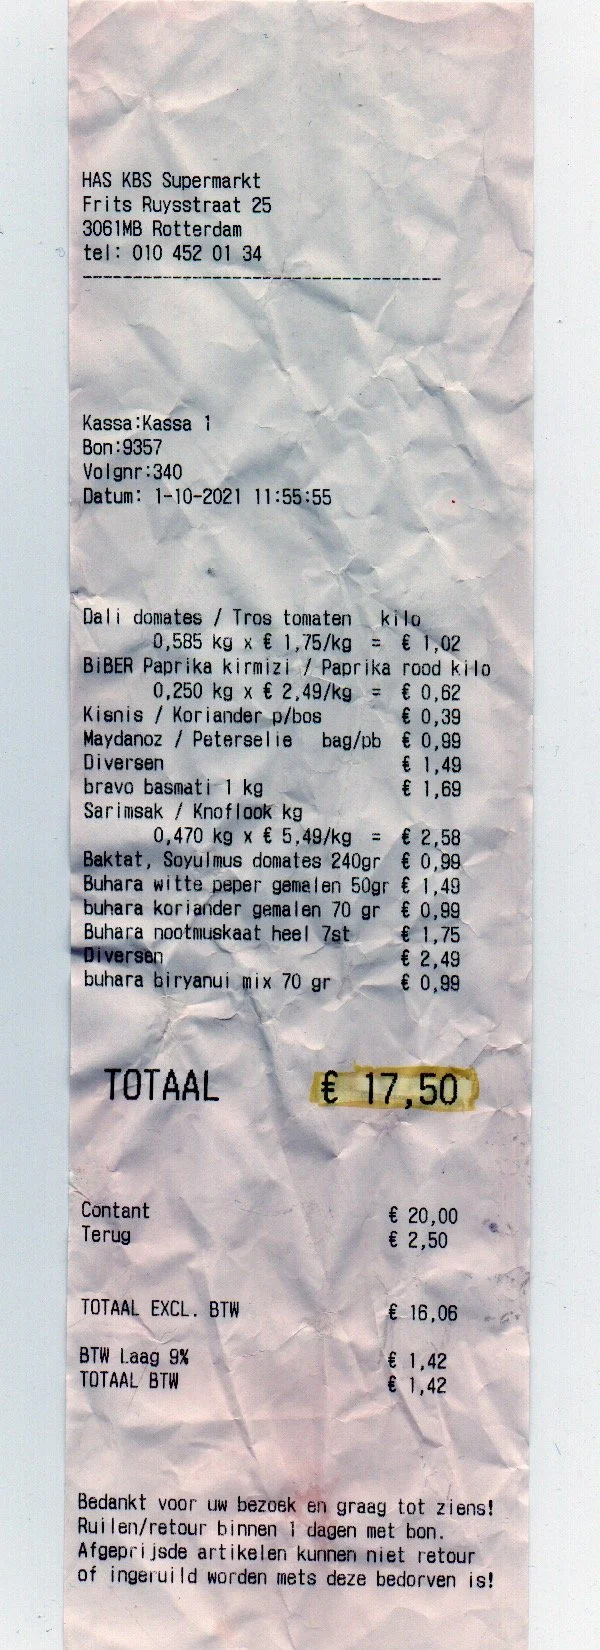 HAS KBS Supermarkt
Frits Ruysstraat 25
3061MB Rotterdam
tel: 010 452 01 34
------------------------------------
Kassa:Kassa 1
Bon:9357
Volgnr:340
Datum: 1-10-2021 11:55:55
Dali domates / Tros tomaten kilo
0,585 kg x € 1,75/kg = € 1,02
BiBER Paprika kirmizi / Paprika rood kilo
0,250 kg x € 2,49/kg = € 0,62
Kisnis / Koriander p/bos € 0,39
Maydanoz / Peterselie bag/pb € 0,99
Diversen € 1,49
bravo basmati 1 kg € 1,69
Sarimsak / Knoflook kg
0,470 kg x € 5,49/kg = € 2,58
Baktat, Soyulmus domates 240gr € 0,99
Buhara witte peper gemalen 50gr € 1,49
buhara koriander gemalen 70 gr € 0,99
Buhara nootmuskaat heel 7st € 1,75
Diversen € 2,49
buhara biryanui mix 70 gr € 0,99
TOTAAL € 17,50
Contant € 20,00
Terug € 2,50
TOTAAL EXCL. BTW € 16,06
BTW Laag 9% € 1,42
TOTAAL BTW € 1,42
Bedankt voor uw bezoek en graag tot ziens!
Ruilen/retour binnen 1 dagen met bon.
Afgeprijsde artikelen kunnen niet retour
of ingeruild worden mets deze bedorven is!